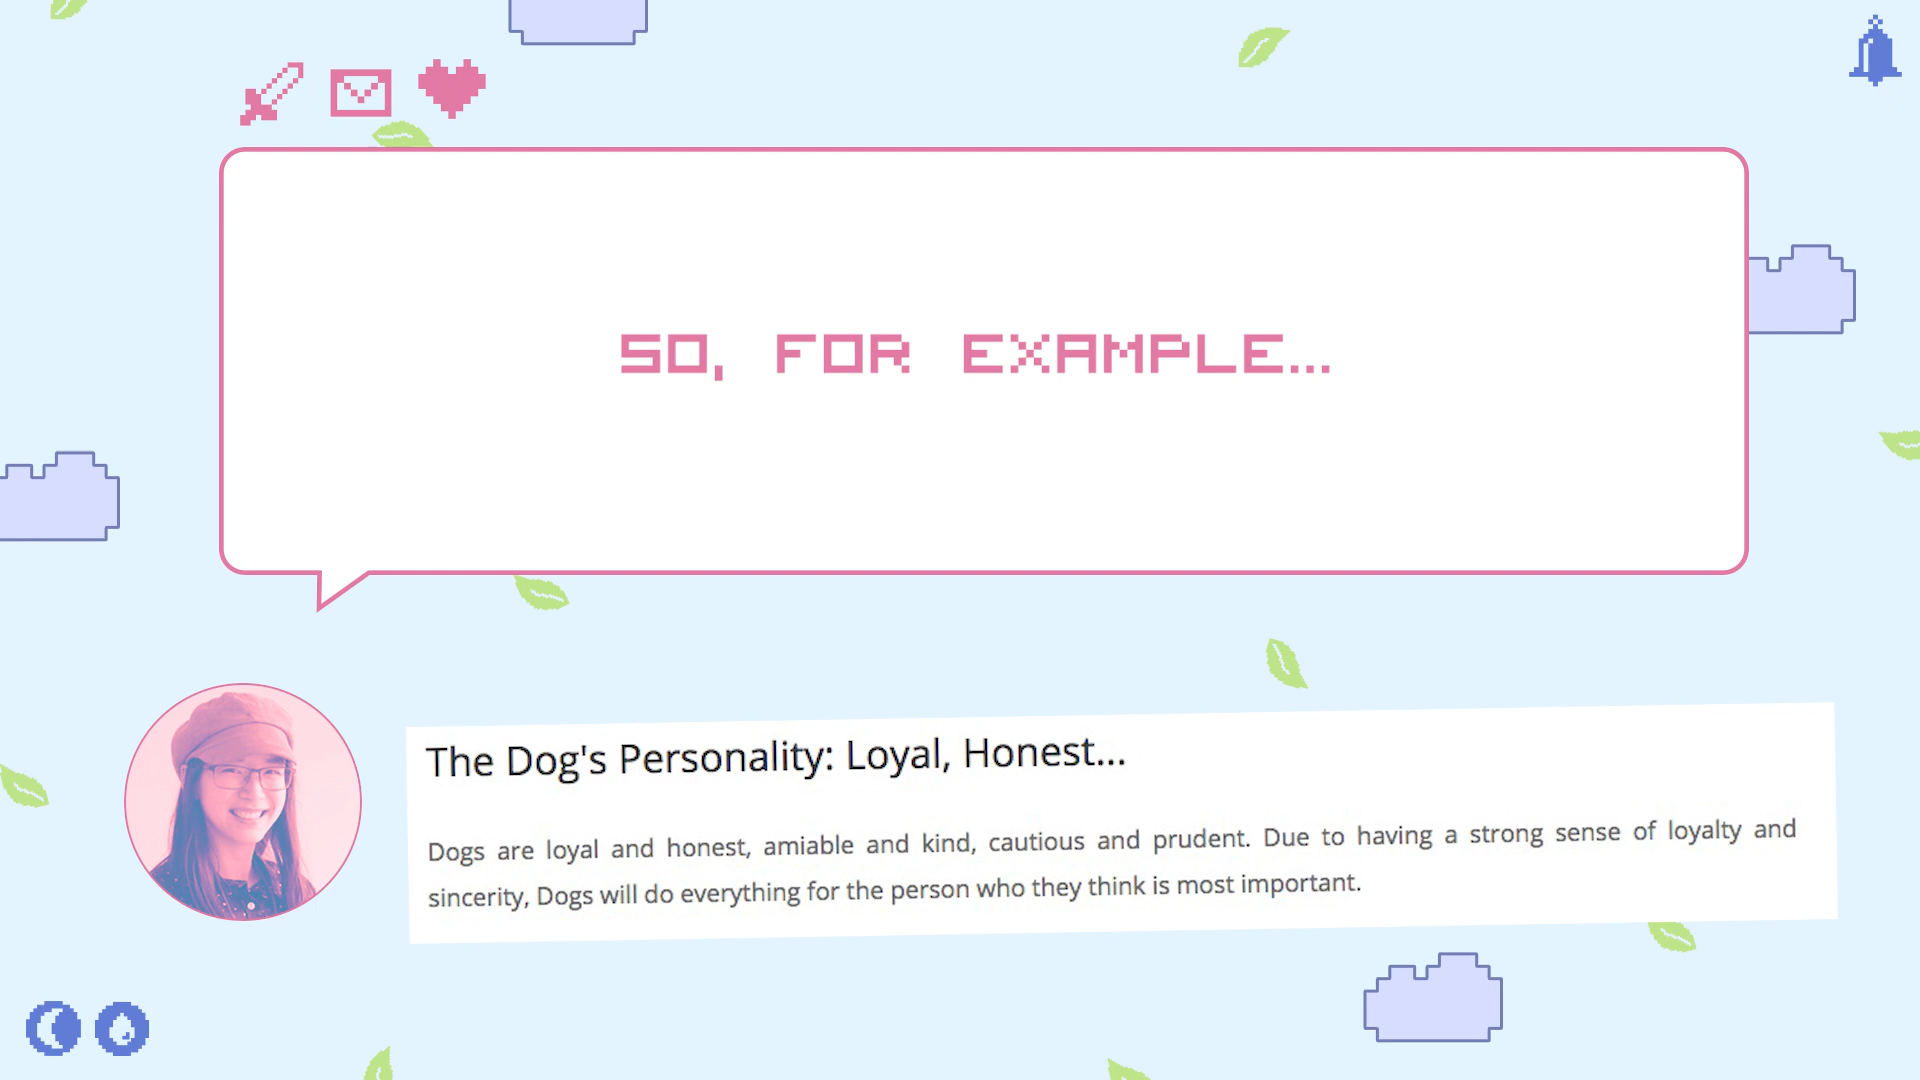 SO, FOR EXAMPLE...
The Dog's Personality: Loyal, Honest...
Dogs are loyal and honest, amiable and kind, cautious and prudent. Due to having a strong sense of loyalty and
sincerity, Dogs will do everything for the person who they think is most important.